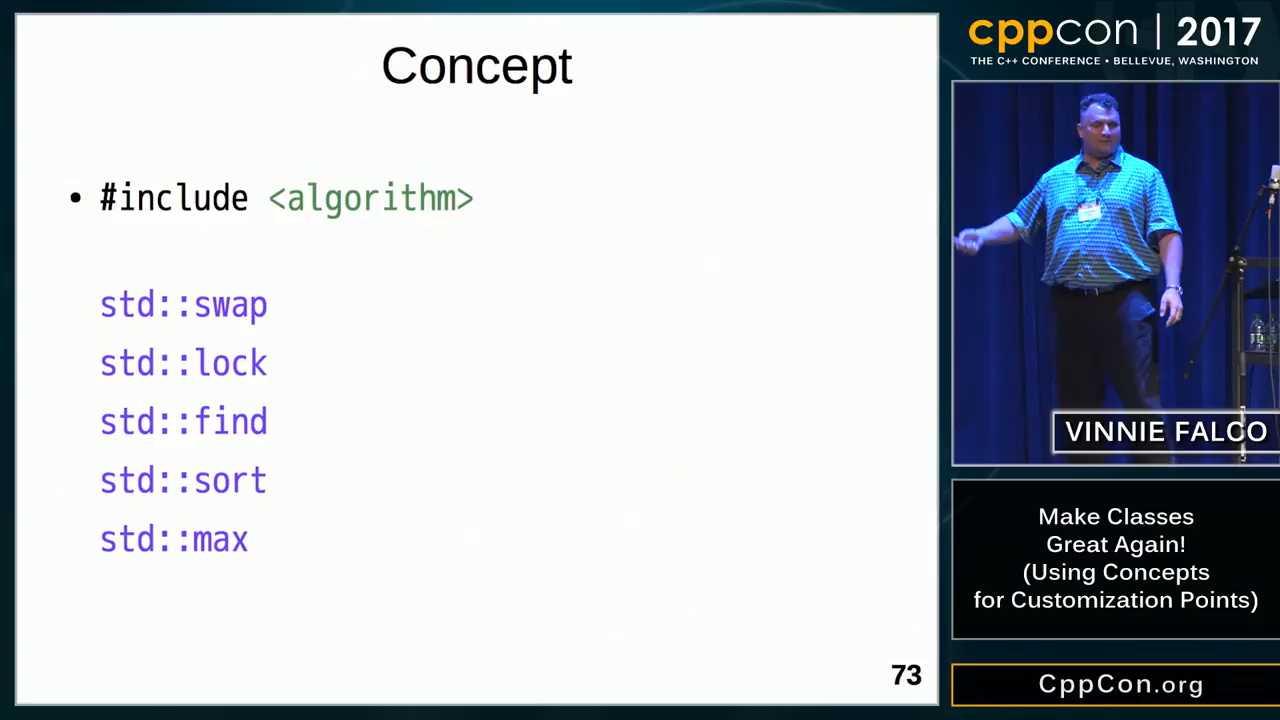 Concept
• #include <algorithm>
std::swap
std::lock
std::find
std::sort
std::max
73
cppcon | 2017
THE C++ CONFERENCE • BELLEVUE, WASHINGTON
VINNIE FALCO
Make Classes
Great Again!
(Using Concepts
for Customization Points)
CppCon.org